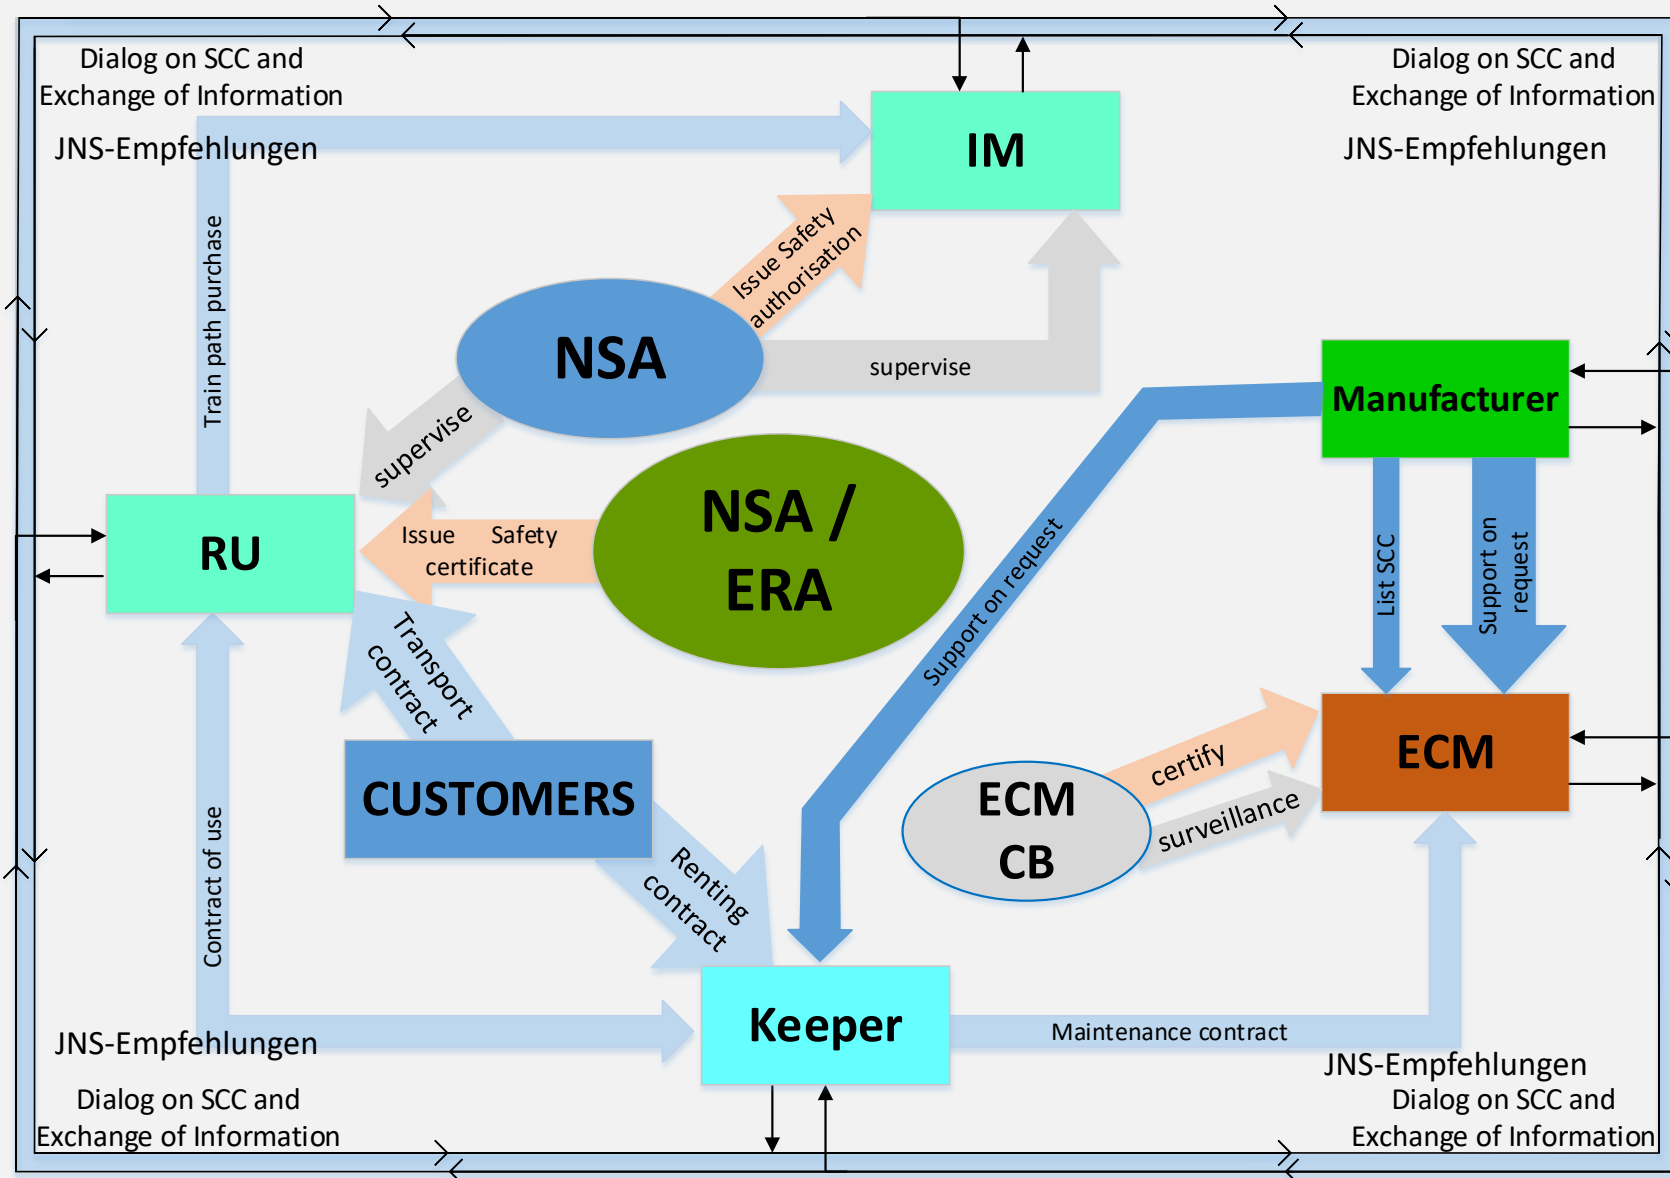 Dialog on SCC and
Exchange of Information
JNS-Empfehlungen
Dialog on SCC and
Exchange of Information
JNS-Empfehlungen
IM
Train path purchase
Issue Safety
authorisation
NSA
supervise
supervise
Manufacturer
NSA /
ERA
RU
Issue Safety
certificate
Support on request
List SCC
Support on
request
Transport
contract
CUSTOMERS
ECM
certify
ECM
CB
surveillance
Contract of use
Renting
contract
Keeper
Maintenance contract
JNS-Empfehlungen
Dialog on SCC and
Exchange of Information
JNS-Empfehlungen
Dialog on SCC and
Exchange of Information